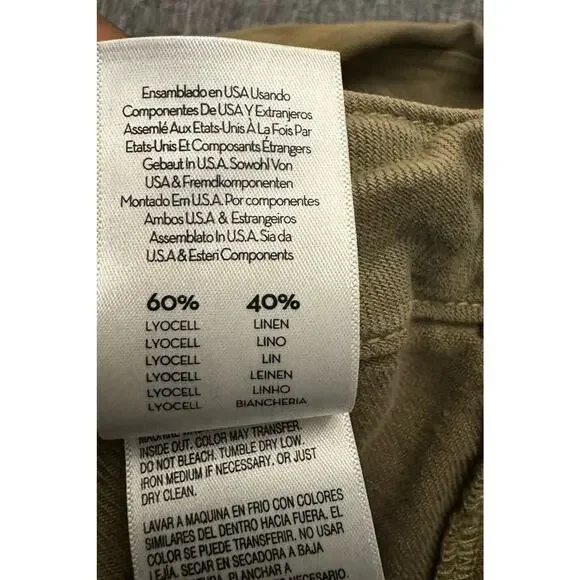 Ensamblado en USA Usando
Componentes De USA Y Extranjeros
Assemlé Aux Etats-Unis À La Fois Par
Etats-Unis Et Composants Étrangers
Gebaut In U.S.A. Sowohl Von
USA & Fremdkomponenten
Montado Em U.S.A. Por componentes
Ambos U.S.A & Estrangeiros
Assemblato In U.S.A. Sia da
U.S.A & Esteri Components
60% 40%
LYOCELL LINEN
LYOCELL LINO
LYOCELL LIN
LYOCELL LEINEN
LYOCELL LINHO
LYOCELL BIANCHERIA
MACHINE
INSIDE OUT. COLOR MAY TRANSFER.
DO NOT BLEACH. TUMBLE DRY LOW.
IRON MEDIUM IF NECESSARY. OR JUST
DRY CLEAN.
LAVAR A MAQUINA EN FRIO CON COLORES
SIMILARES DEL DENTRO HACIA FUERA. EL
COLOR SE PUEDE TRANSFERIR. NO USAR
LEJÍA. SECAR EN SECADORA A BAJA
PLANCHAR A
NECESARIO